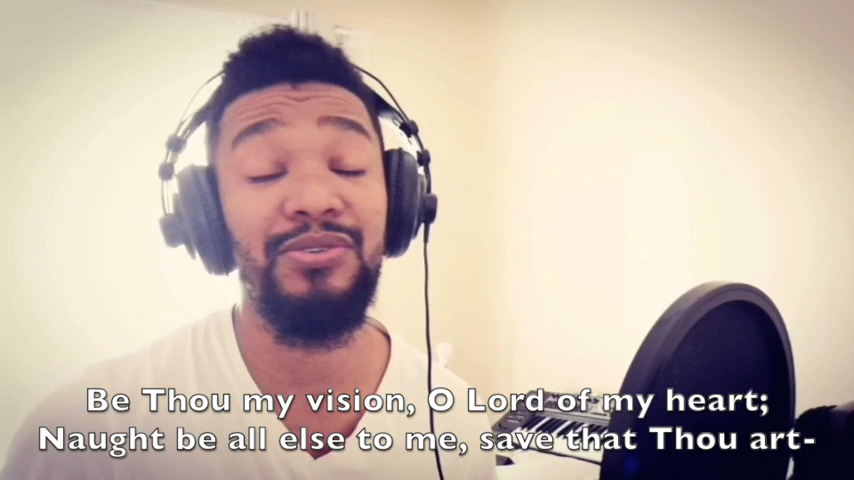 Be Thou my vision, O Lord of my heart;
Naught be all else to me, save that Thou art-